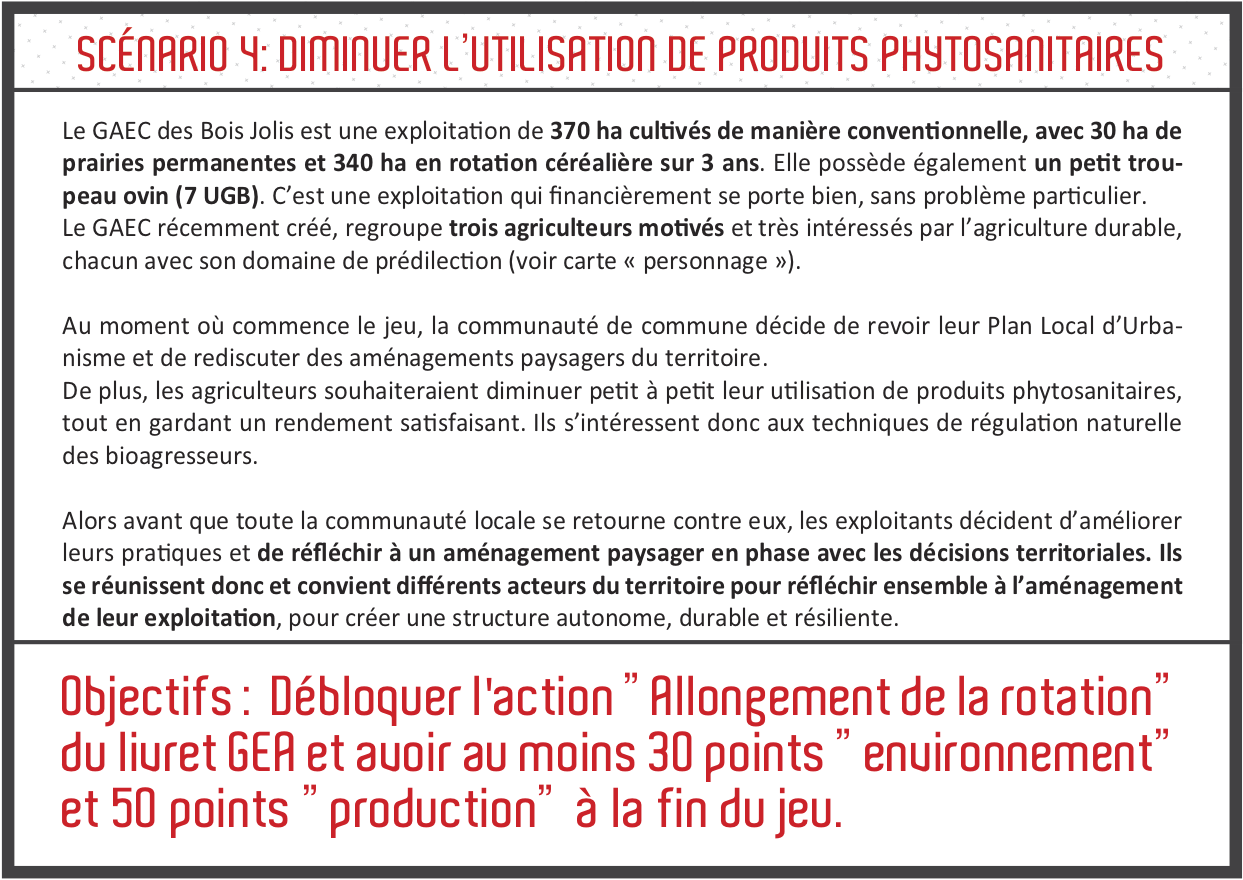 SCÉNARIO 4: DIMINUER L’UTILISATION DE PRODUITS PHYTOSANITAIRES
Le GAEC des Bois Jolis est une exploitation de 370 ha cultivés de manière conventionnelle, avec 30 ha de
prairies permanentes et 340 ha en rotation céréalière sur 3 ans. Elle possède également un petit trou-
peau ovin (7 UGB). C’est une exploitation qui financièrement se porte bien, sans problème particulier.
Le GAEC récemment créé, regroupe trois agriculteurs motivés et très intéressés par l’agriculture durable,
chacun avec son domaine de prédilection (voir carte « personnage »).
Au moment où commence le jeu, la communauté de commune décide de revoir leur Plan Local d’Urba-
nisme et de rediscuter des aménagements paysagers du territoire.
De plus, les agriculteurs souhaiteraient diminuer petit à petit leur utilisation de produits phytosanitaires,
tout en gardant un rendement satisfaisant. Ils s’intéressent donc aux techniques de régulation naturelle
des bioagresseurs.
Alors avant que toute la communauté locale se retourne contre eux, les exploitants décident d’améliorer
leurs pratiques et de réfléchir à un aménagement paysager en phase avec les décisions territoriales. Ils
se réunissent donc et convient différents acteurs du territoire pour réfléchir ensemble à l’aménagement
de leur exploitation, pour créer une structure autonome, durable et résiliente.
Objectifs : Débloquer l'action ” Allongement de la rotation”
du livret GEA et avoir au moins 30 points ” environnement”
et 50 points ” production” à la fin du jeu.